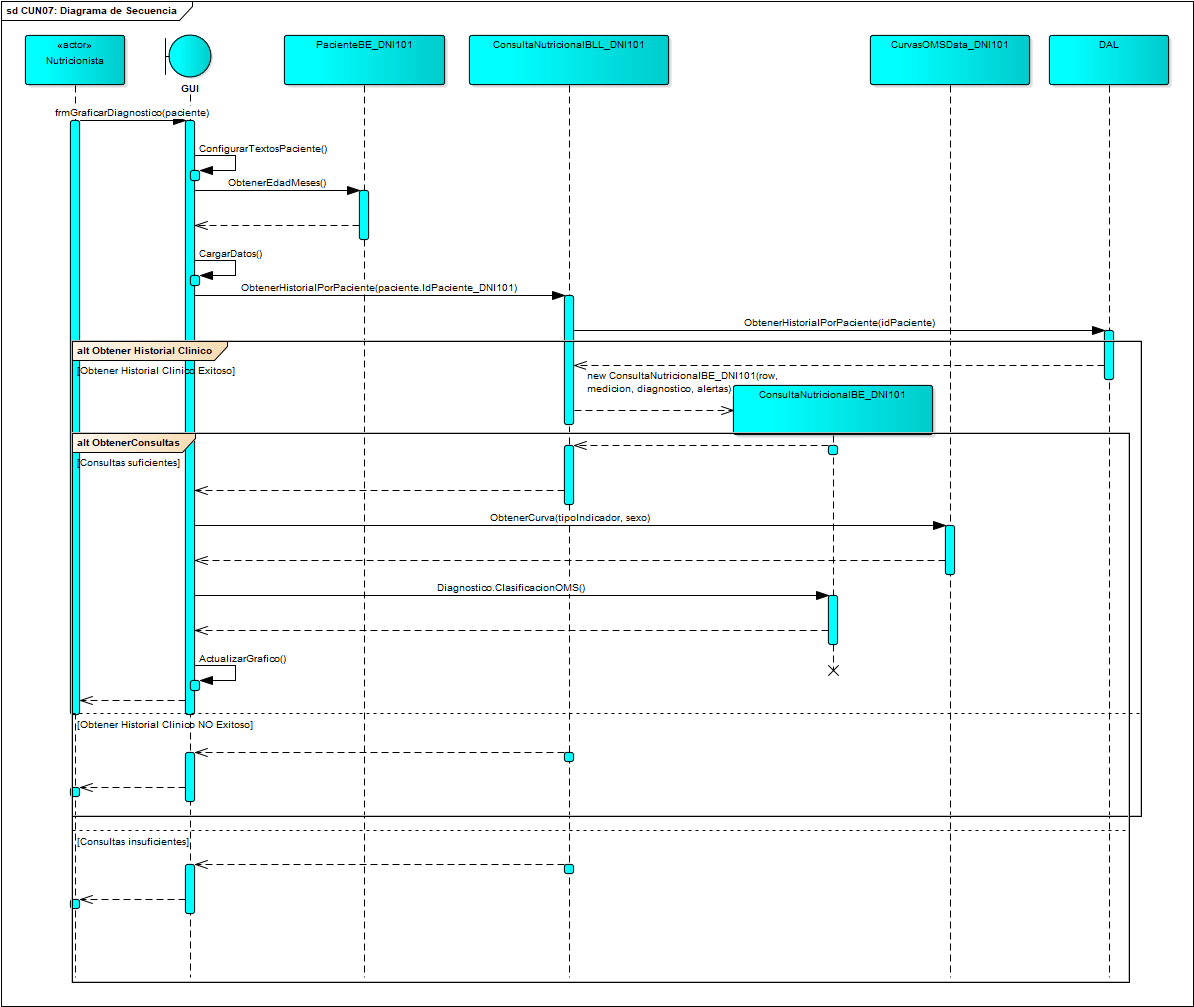 sd CUN07: Diagrama de Secuencia
«actor»
Nutricionista
GUI
PacienteBE_DNI101
ConsultaNutricionalBLL_DNI101
CurvasOMSData_DNI101
DAL
frmGraficarDiagnostico(paciente)
ConfigurarTextosPaciente()
ObtenerEdadMeses()
CargarDatos()
ObtenerHistorialPorPaciente(paciente.IdPaciente_DNI101)
ObtenerHistorialPorPaciente(idPaciente)
alt Obtener Historial Clinico
[Obtener Historial Clinico Exitoso]
new ConsultaNutricionalBE_DNI101(row,
medicion, diagnostico, alertas)
ConsultaNutricionalBE_DNI101
alt ObtenerConsultas
[Consultas suficientes]
ObtenerCurva(tipoIndicador, sexo)
Diagnostico.ClasificacionOMS()
ActualizarGrafico()
[Obtener Historial Clinico NO Exitoso]
[Consultas insuficientes]